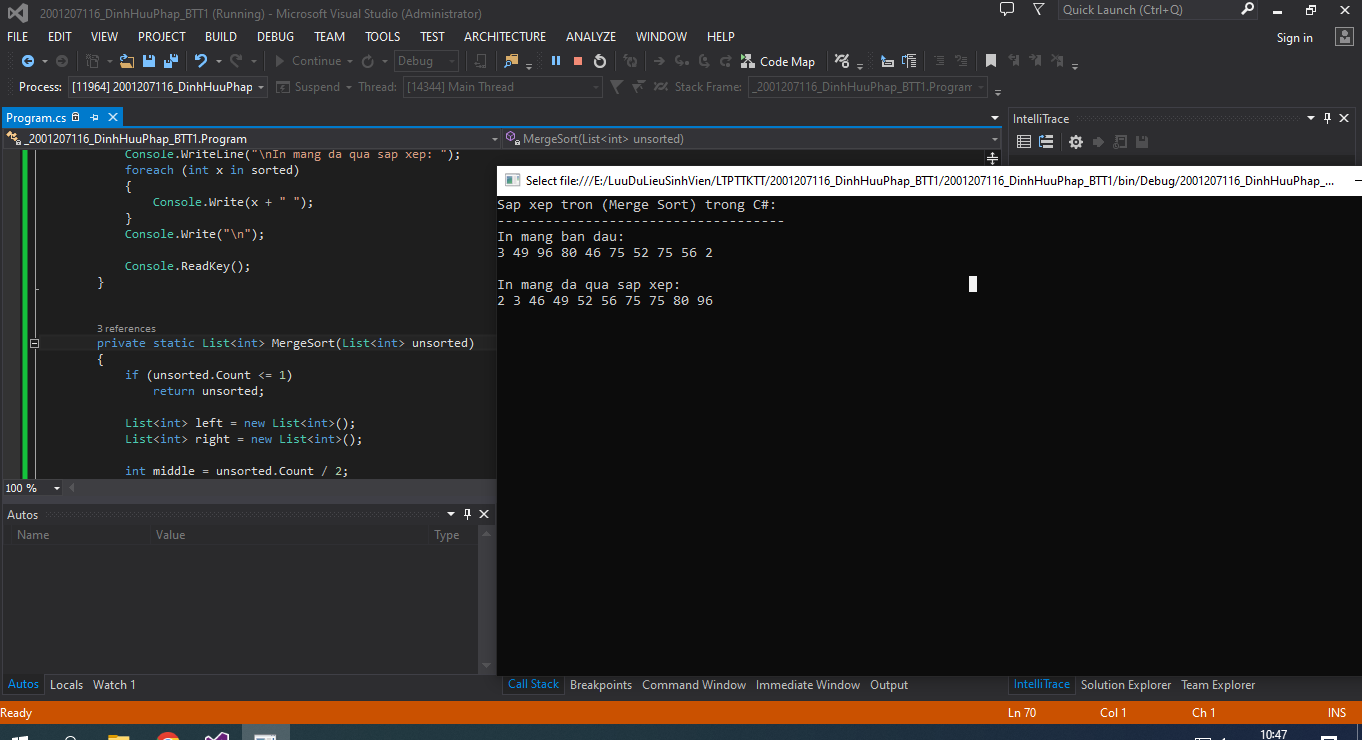 2001207116_DinhHuuPhap_BTT1 (Running) - Microsoft Visual Studio (Administrator)
Quick Launch (Ctrl+Q)
FILE EDIT VIEW PROJECT BUILD DEBUG TEAM TOOLS TEST ARCHITECTURE ANALYZE WINDOW HELP
Sign in
Continue
Debug
Code Map
Process: [11964] 2001207116_DinhHuuPhap
Suspend
Thread: [14344] Main Thread
Stack Frame: _2001207116_DinhHuuPhap_BTT1.Program
Program.cs
_2001207116_DinhHuuPhap_BTT1.Program
MergeSort(List<int> unsorted)
Console.WriteLine("\nIn mang da qua sap xep: ");
foreach (int x in sorted)
{
Console.Write(x + " ");
}
Console.Write("\n");
Console.ReadKey();
}
3 references
private static List<int> MergeSort(List<int> unsorted)
{
if (unsorted.Count <= 1)
return unsorted;
List<int> left = new List<int>();
List<int> right = new List<int>();
int middle = unsorted.Count / 2;
100 %
Select file:///E:/LuuDuLieuSinhVien/LTPTTKTT/2001207116_DinhHuuPhap_BTT1/2001207116_DinhHuuPhap_BTT1/bin/Debug/2001207116_DinhHuuPhap_...
Sap xep tron (Merge Sort) trong C#:
------------------------------------
In mang ban dau:
3 49 96 80 46 75 52 75 56 2
In mang da qua sap xep:
2 3 46 49 52 56 75 75 80 96
IntelliTrace
Autos
Name Value Type
Autos Locals Watch 1
Call Stack Breakpoints Command Window Immediate Window Output
IntelliTrace Solution Explorer Team Explorer
Ready
Ln 70 Col 1 Ch 1 INS
10:47